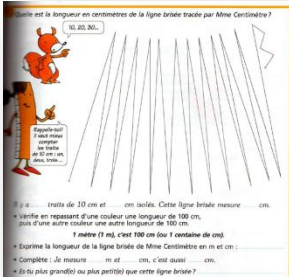 Quelle est la longueur en centimètres de la ligne brisée tracée par Mme Centimètre ?
10, 20, 30...
Rappelle-toi !
Il vaut mieux
compter
les traits
de 10 cm : un,
deux, trois...
Il y a ...... traits de 10 cm et ...... cm isolés. Cette ligne brisée mesure ...... cm.
• Vérifie en repassant d'une couleur une longueur de 100 cm,
puis d'une autre couleur une autre longueur de 100 cm.
1 mètre (1 m), c'est 100 cm (ou 1 centaine de cm).
• Exprime la longueur de la ligne brisée de Mme Centimètre en m et cm :
• Complète : Je mesure ...... m et ...... cm, c'est aussi ...... cm.
• Es-tu plus grand(e) ou plus petit(e) que cette ligne brisée ?